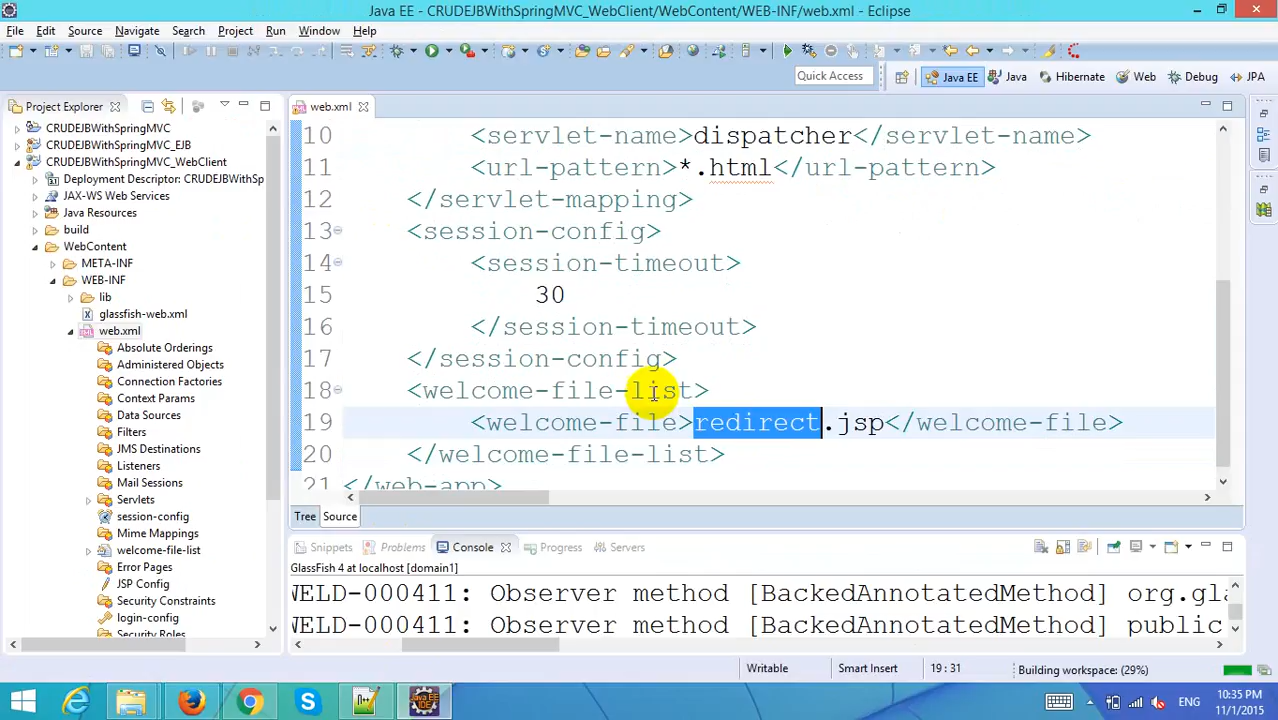 Java EE - CRUDEJBWithSpringMVC_WebClient/WebContent/WEB-INF/web.xml - Eclipse
File Edit Source Navigate Search Project Run Window Help
Quick Access
Java EE Java Hibernate Web Debug JPA
Project Explorer
CRUDEJBWithSpringMVC
CRUDEJBWithSpringMVC_EJB
CRUDEJBWithSpringMVC_WebClient
Deployment Descriptor: CRUDEJBWithSp
JAX-WS Web Services
Java Resources
build
WebContent
META-INF
WEB-INF
lib
glassfish-web.xml
web.xml
Absolute Orderings
Administered Objects
Connection Factories
Context Params
Data Sources
Filters
JMS Destinations
Listeners
Mail Sessions
Servlets
session-config
Mime Mappings
welcome-file-list
Error Pages
JSP Config
Security Constraints
login-config
Security Roles
web.xml
10 <servlet-name>dispatcher</servlet-name>
11 <url-pattern>*.html</url-pattern>
12 </servlet-mapping>
13 <session-config>
14 <session-timeout>
15 30
16 </session-timeout>
17 </session-config>
18 <welcome-file-list>
19 <welcome-file>redirect.jsp</welcome-file>
20 </welcome-file-list>
21 </web-app>
Tree Source
Snippets Problems Console Progress Servers
GlassFish 4 at localhost [domain1]
WELD-000411: Observer method [BackedAnnotatedMethod] org.gla
WELD-000411: Observer method [BackedAnnotatedMethod] public
Writable Smart Insert 19 : 31 Building workspace: (29%)
ENG
10:35 PM
11/1/2015